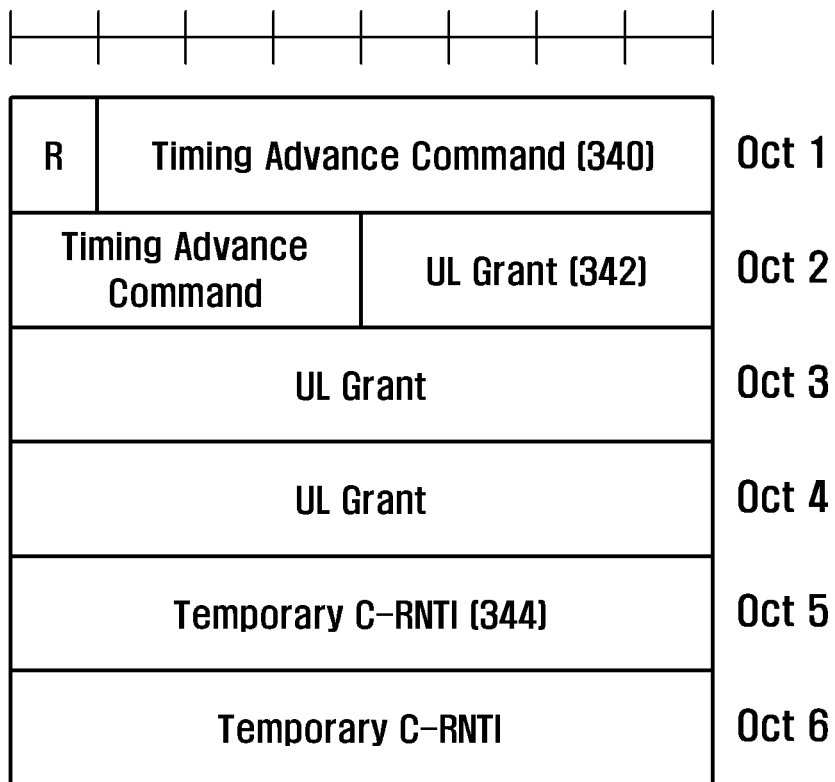 R Timing Advance Command (340) Oct 1
Timing Advance
Command
UL Grant (342) Oct 2
UL Grant Oct 3
UL Grant Oct 4
Temporary C-RNTI (344) Oct 5
Temporary C-RNTI Oct 6